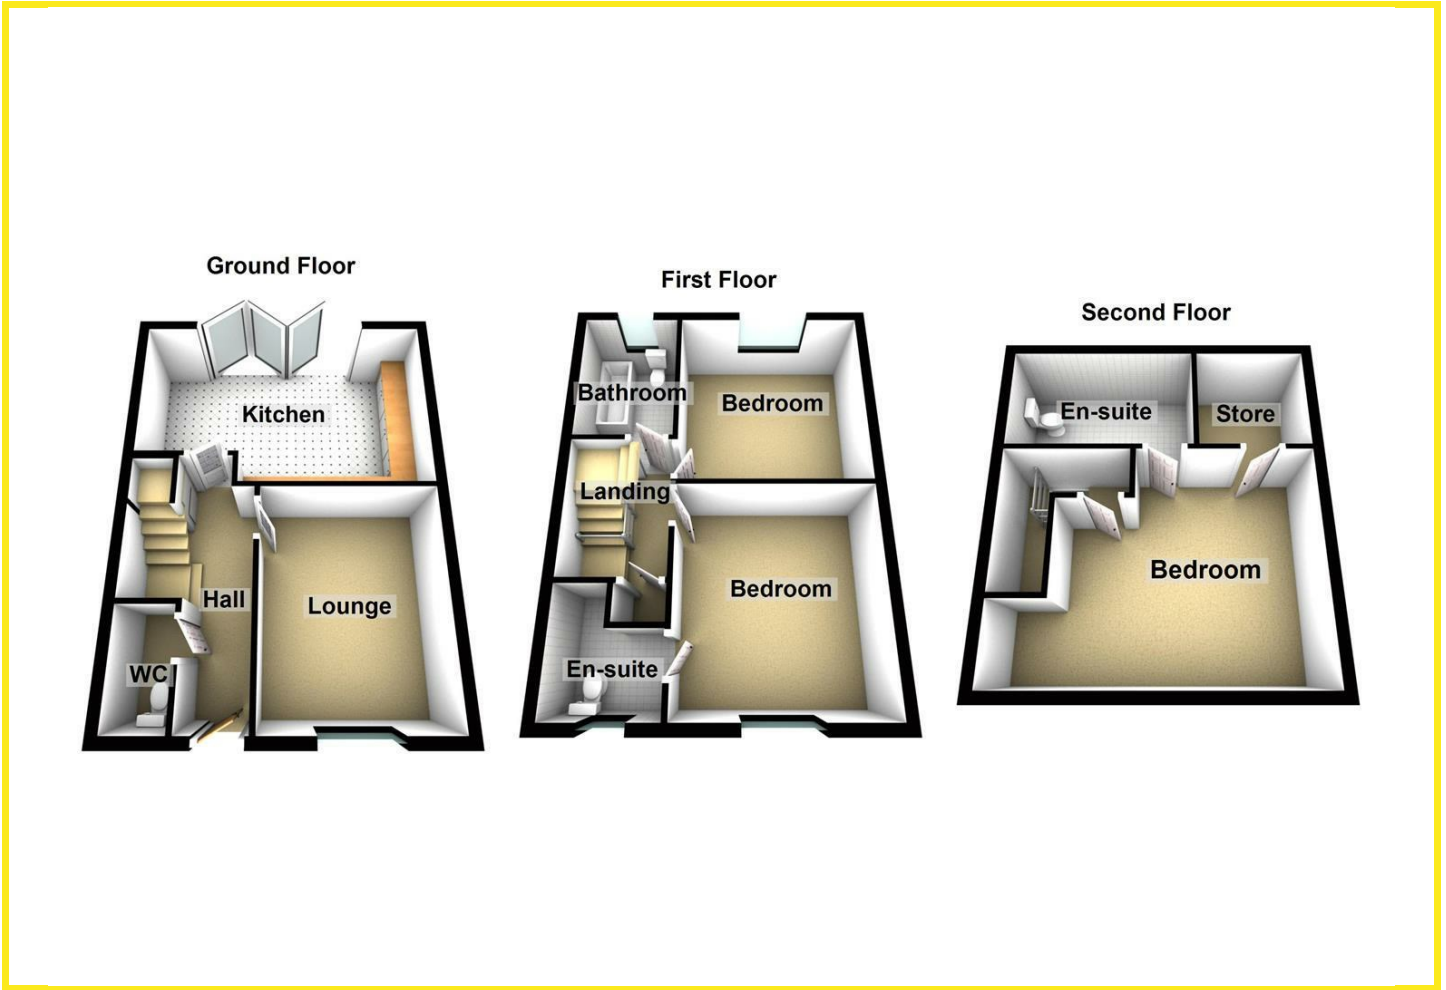 Ground Floor
Kitchen
Hall
Lounge
WC
First Floor
Bathroom
Bedroom
Landing
Bedroom
En-suite
Second Floor
En-suite
Store
Bedroom